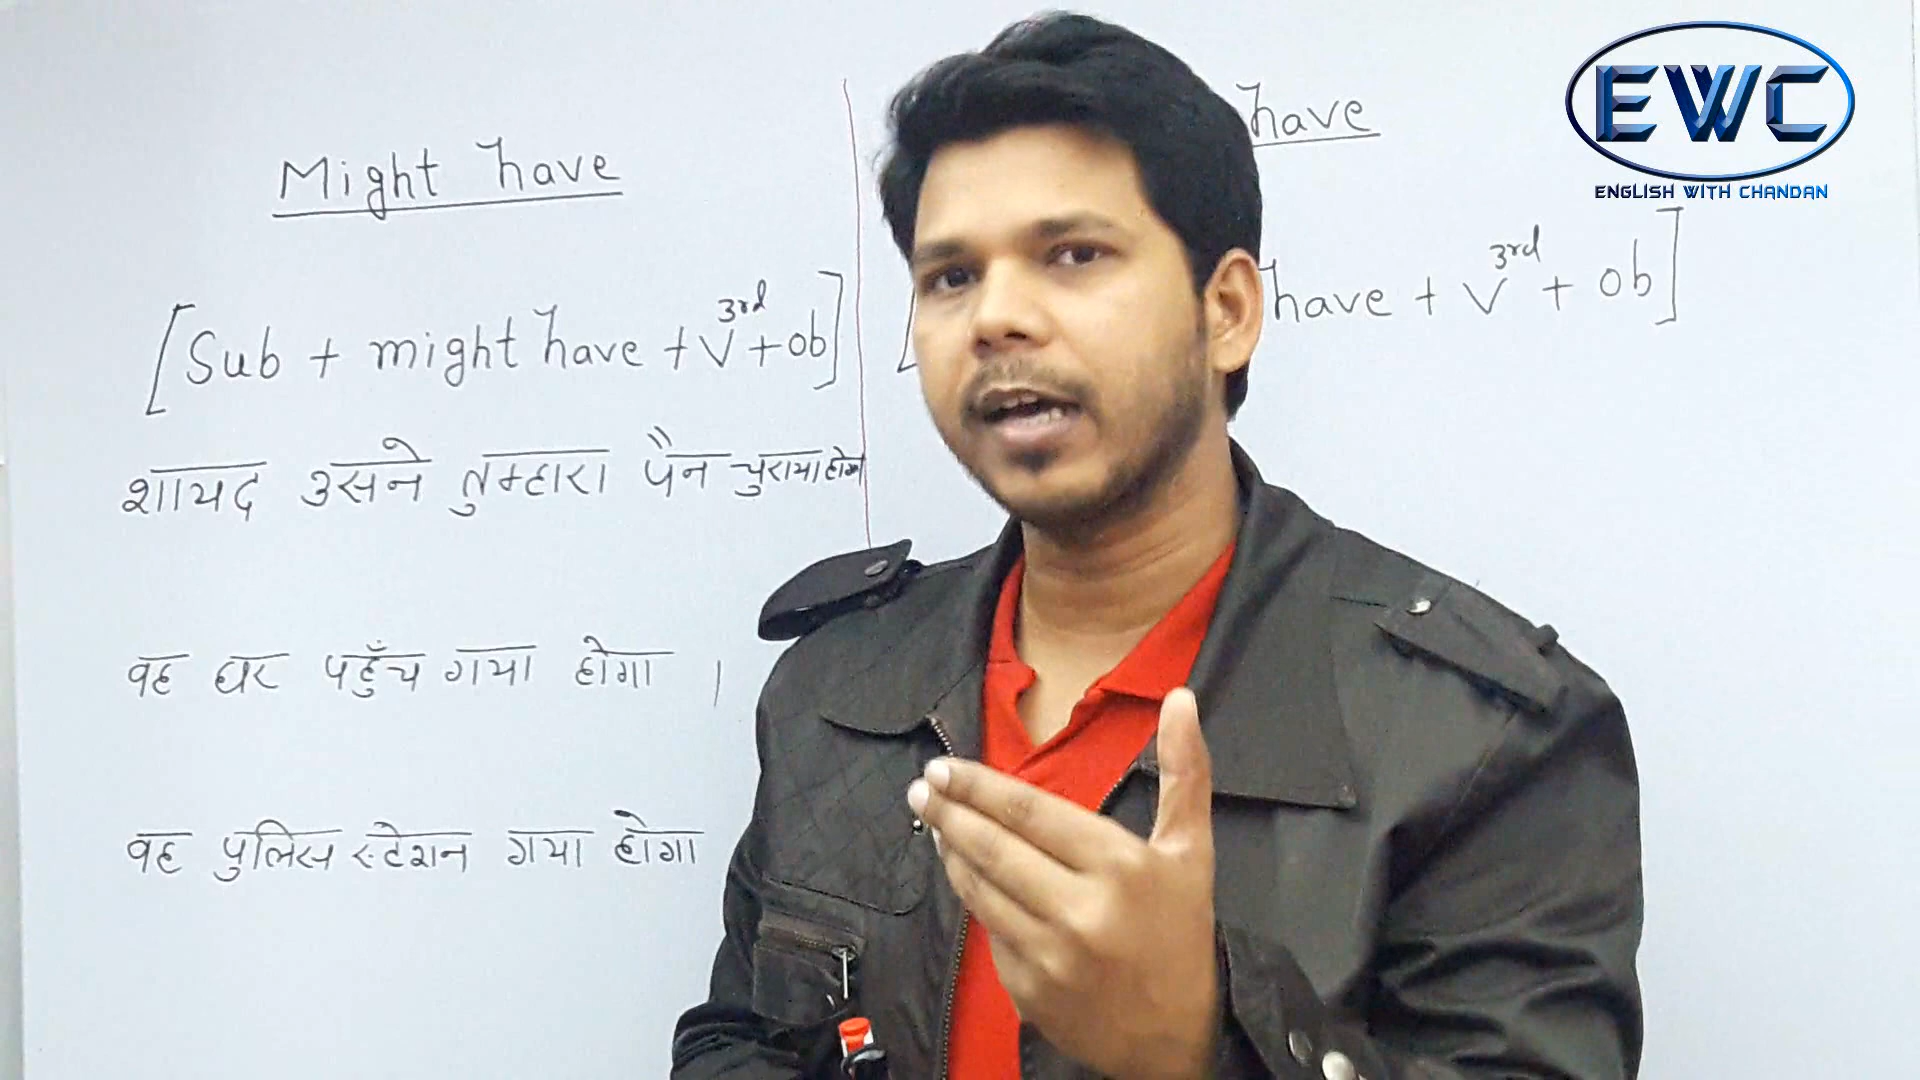 Might have
[Sub + might have + V3rd + ob]
शायद उसने तुम्हारा पैन चुराया होगा
वह घर पहुँच गया होगा ।
वह पुलिस स्टेशन गया होगा
have
have + V3rd + ob]
EWC
ENGLISH WITH CHANDAN